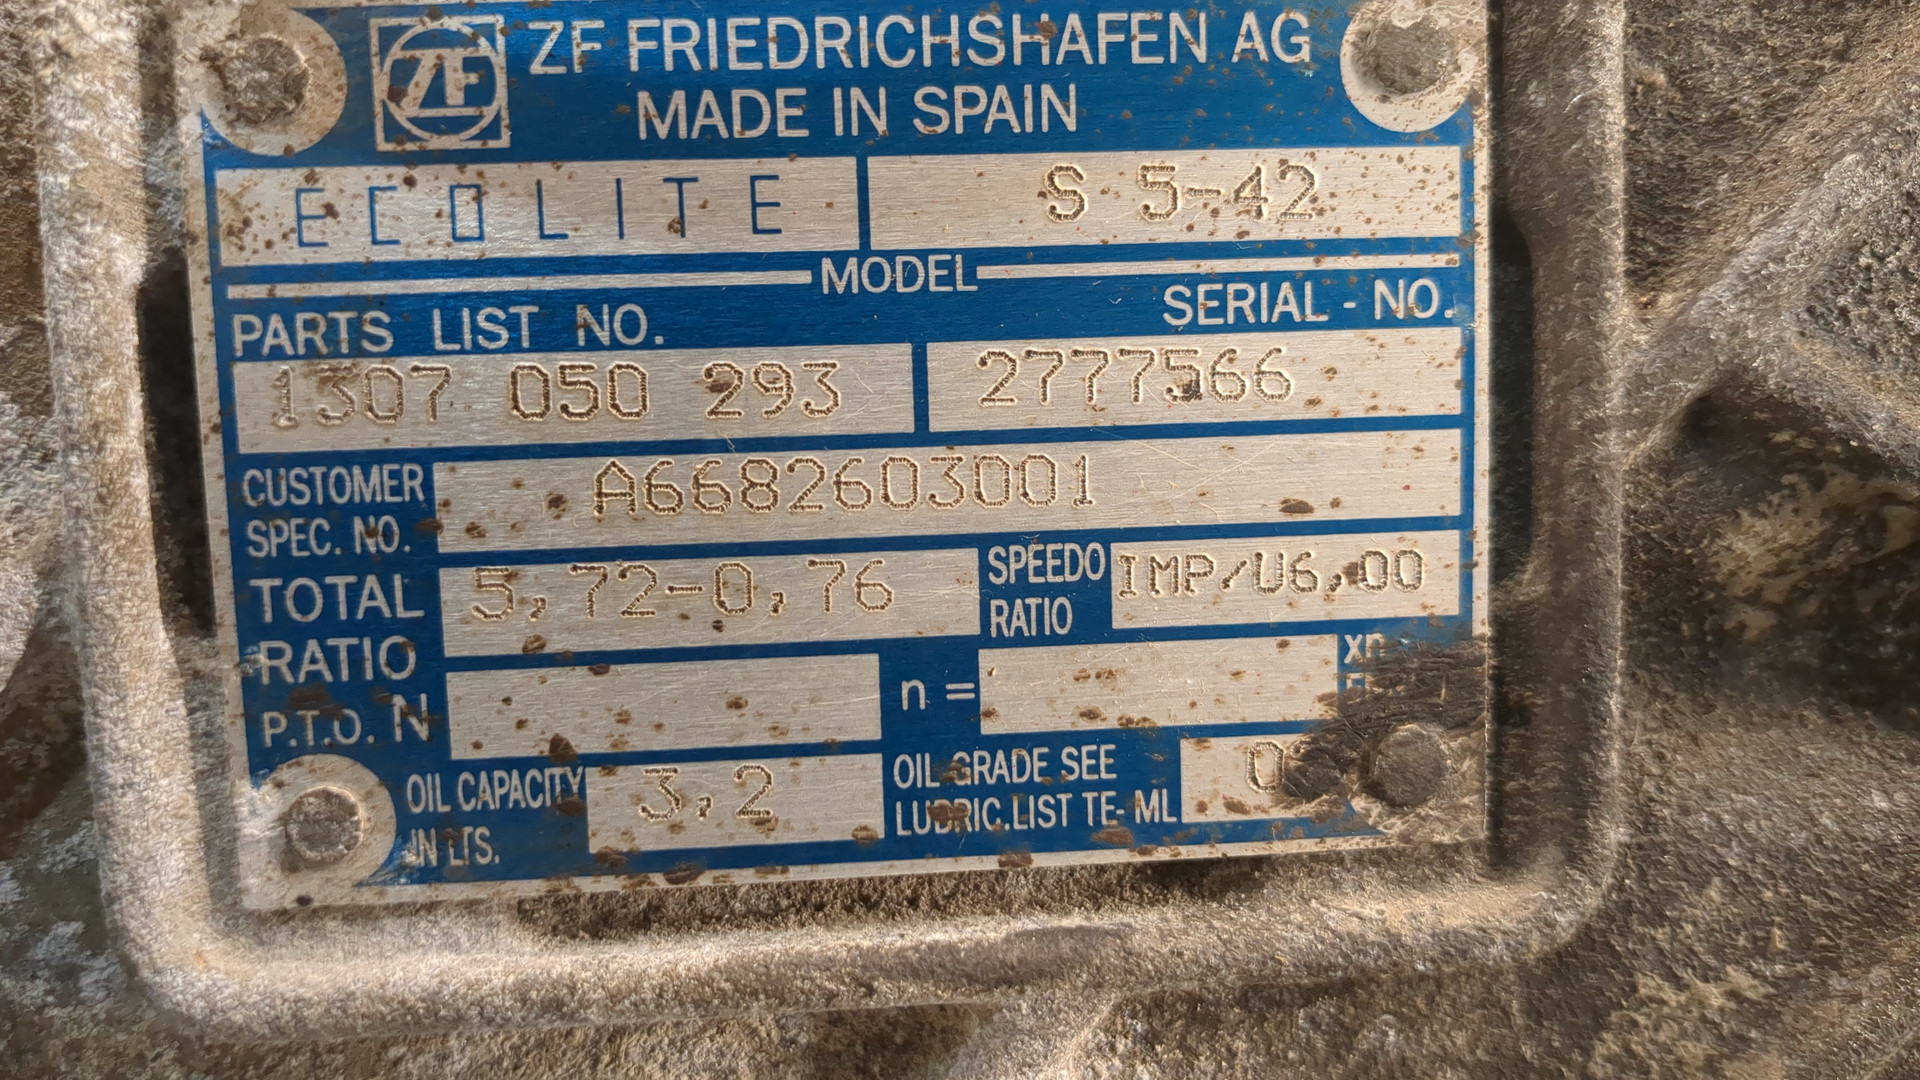 ZF
ZF FRIEDRICHSHAFEN AG
MADE IN SPAIN
ECOLITE S 5-42
MODEL
PARTS LIST NO. SERIAL - NO.
1307 050 293 2777566
CUSTOMER SPEC. NO. A6682603001
TOTAL RATIO 5,72-0,76 SPEEDO RATIO IMP/U6,00
P.T.O. N n =
OIL CAPACITY IN LTS. 3,2 OIL GRADE SEE LUBRIC.LIST TE-ML